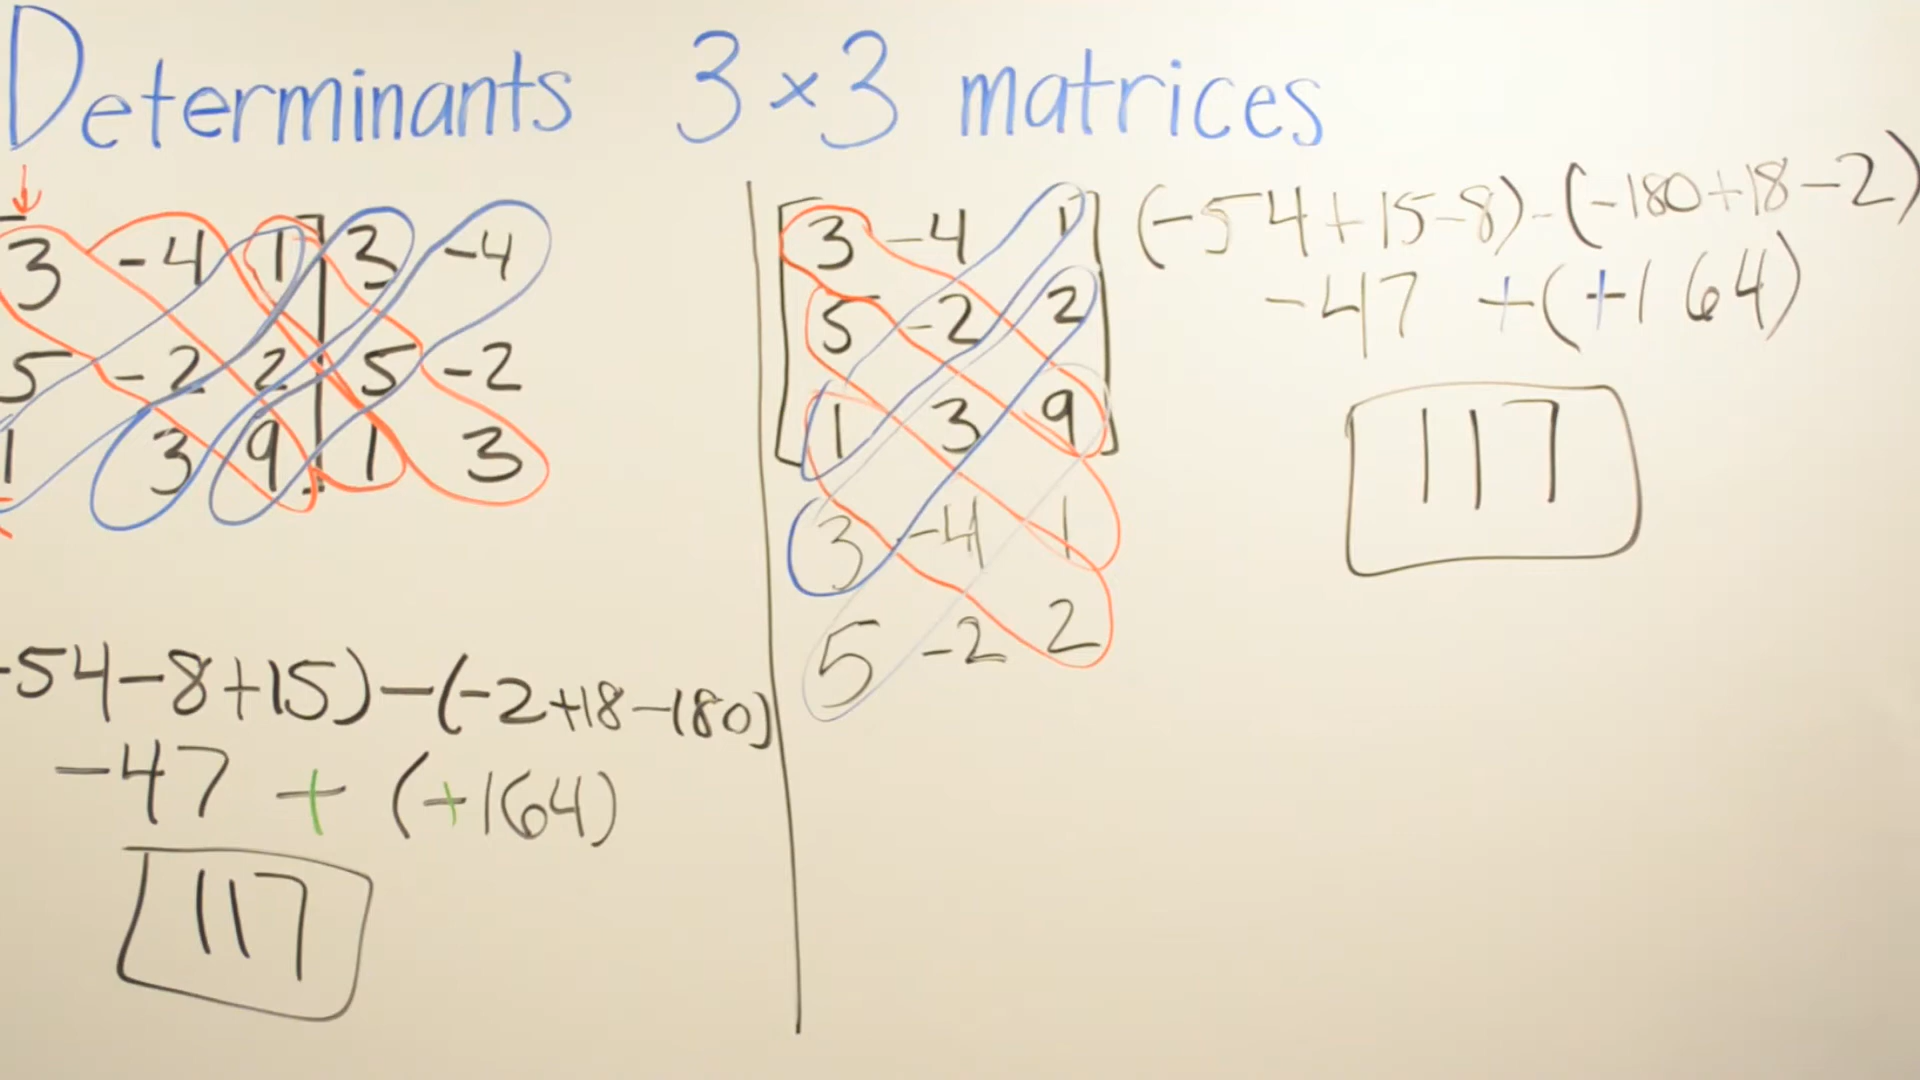 Determinants 3×3 matrices
3 -4 1 3 -4
5 -2 2 5 -2
1 3 9 1 3
-54-8+15)-(-2+18-180)
-47 + (+164)
117
3 -4 1
5 -2 2
1 3 9
3 -4 1
5 -2 2
(-54+15-8)-(-180+18-2)
-47 +(+164)
117